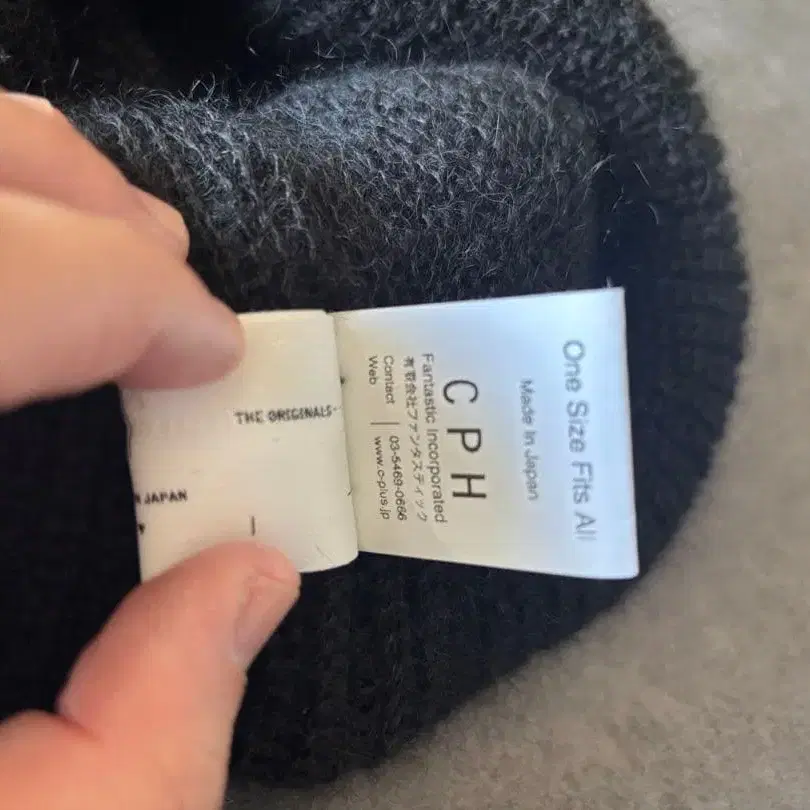 One Size Fits All
Made In Japan
CPH
Fantastic Incorporated
有限会社ファンタスティック
Contact | 03-5469-0666
Web | www.c-plus.jp
THE ORIGINALS
JAPAN